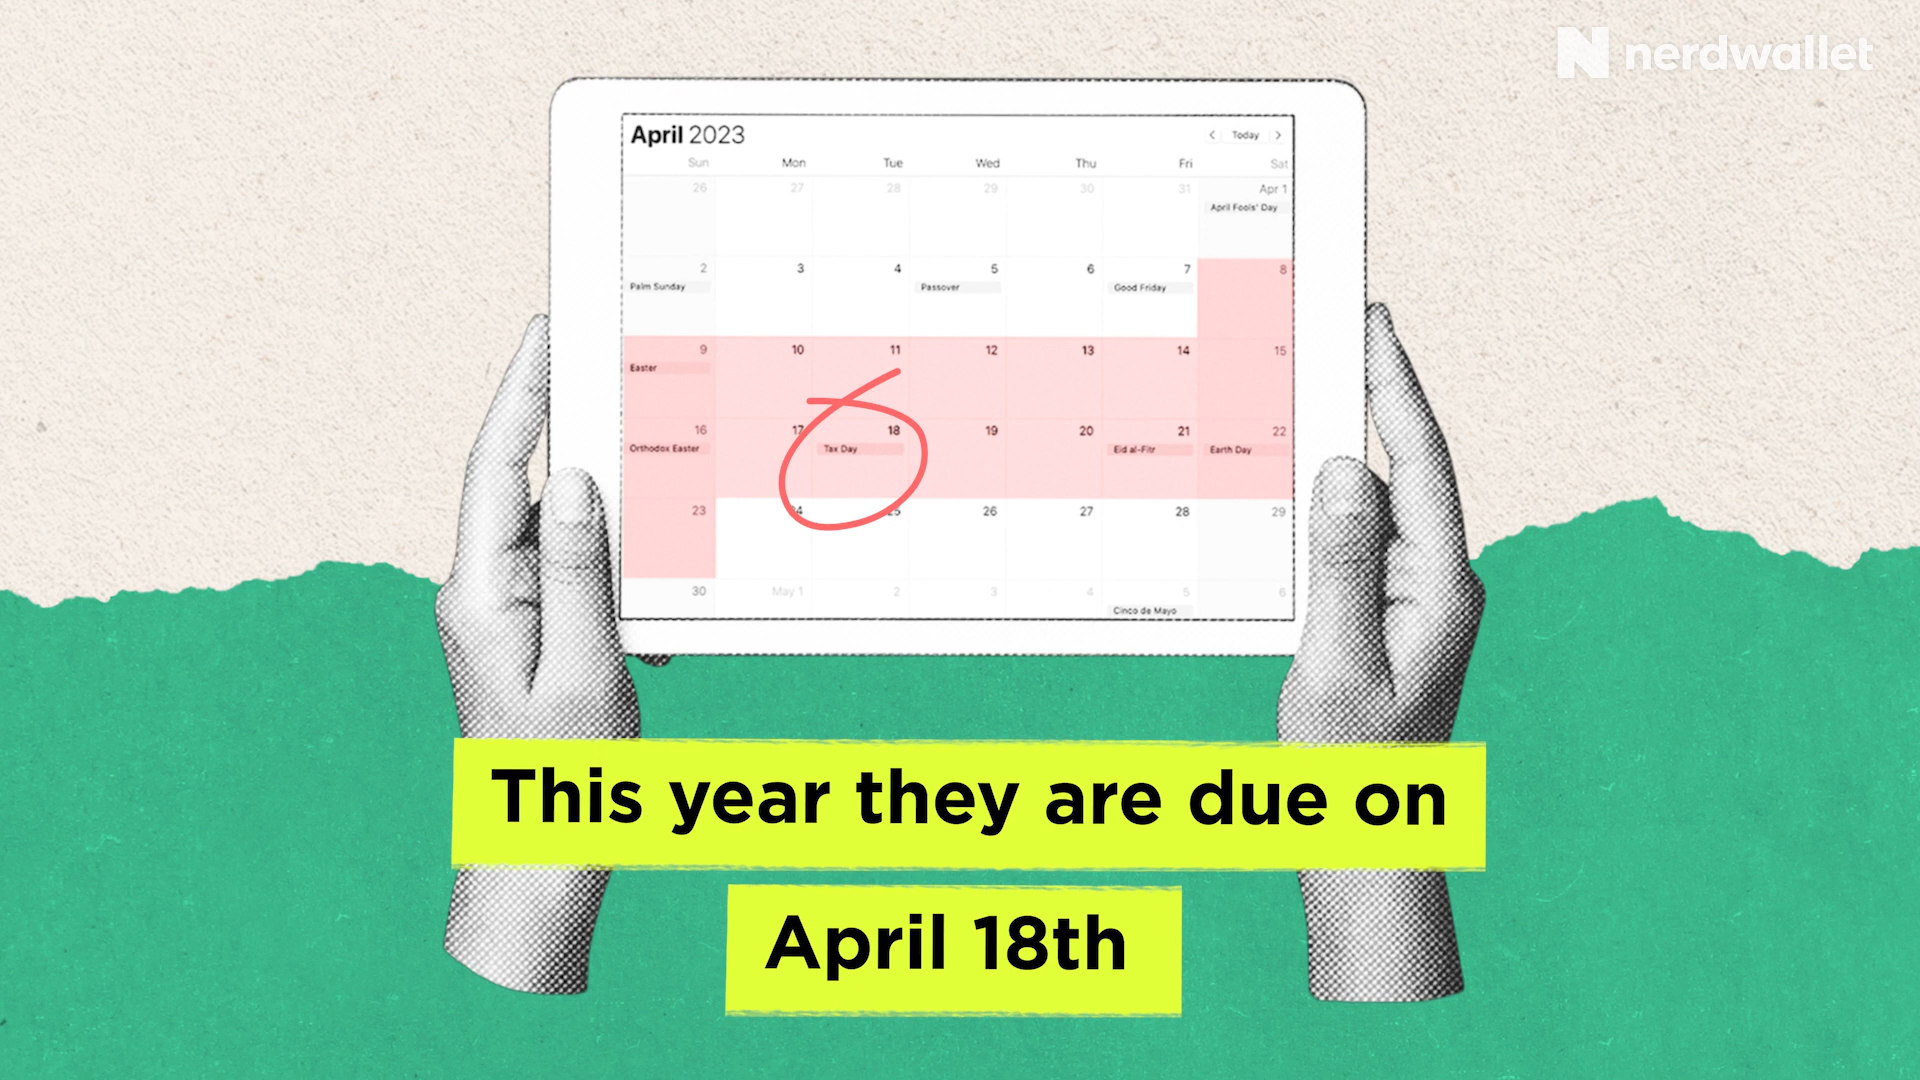 nerdwallet
April 2023
Today
Sun Mon Tue Wed Thu Fri Sat
26 27 28 29 30 31 Apr 1
April Fools' Day
2 3 4 5 6 7 8
Palm Sunday Passover Good Friday
9 10 11 12 13 14 15
Easter
16 17 18 19 20 21 22
Orthodox Easter Tax Day Eid al-Fitr Earth Day
23 24 25 26 27 28 29
30 May 1 2 3 4 5 6
Cinco de Mayo
This year they are due on
April 18th